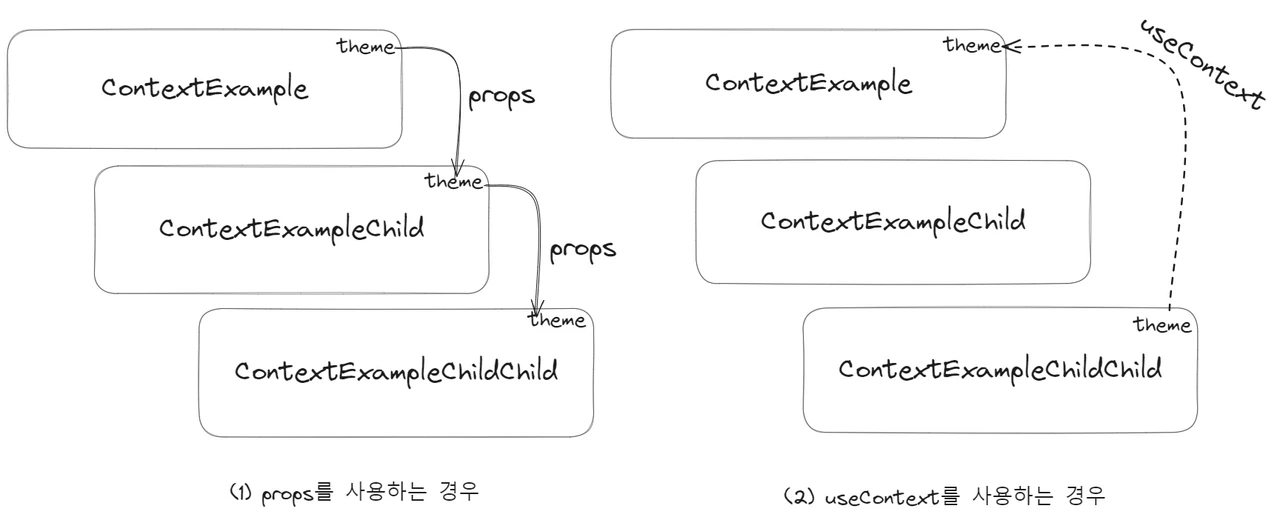 theme
ContextExample
props
theme
ContextExampleChild
props
theme
ContextExampleChildChild
(1) props를 사용하는 경우
theme
useContext
ContextExample
ContextExampleChild
theme
ContextExampleChildChild
(2) useContext를 사용하는 경우